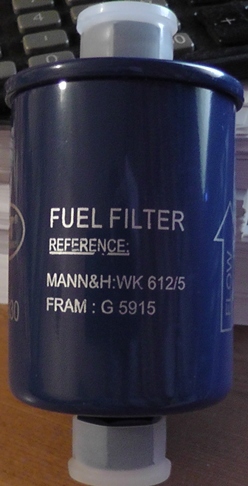 FUEL FILTER
REFERENCE:
MANN&H:WK 612/5
FRAM : G 5915
FLOW